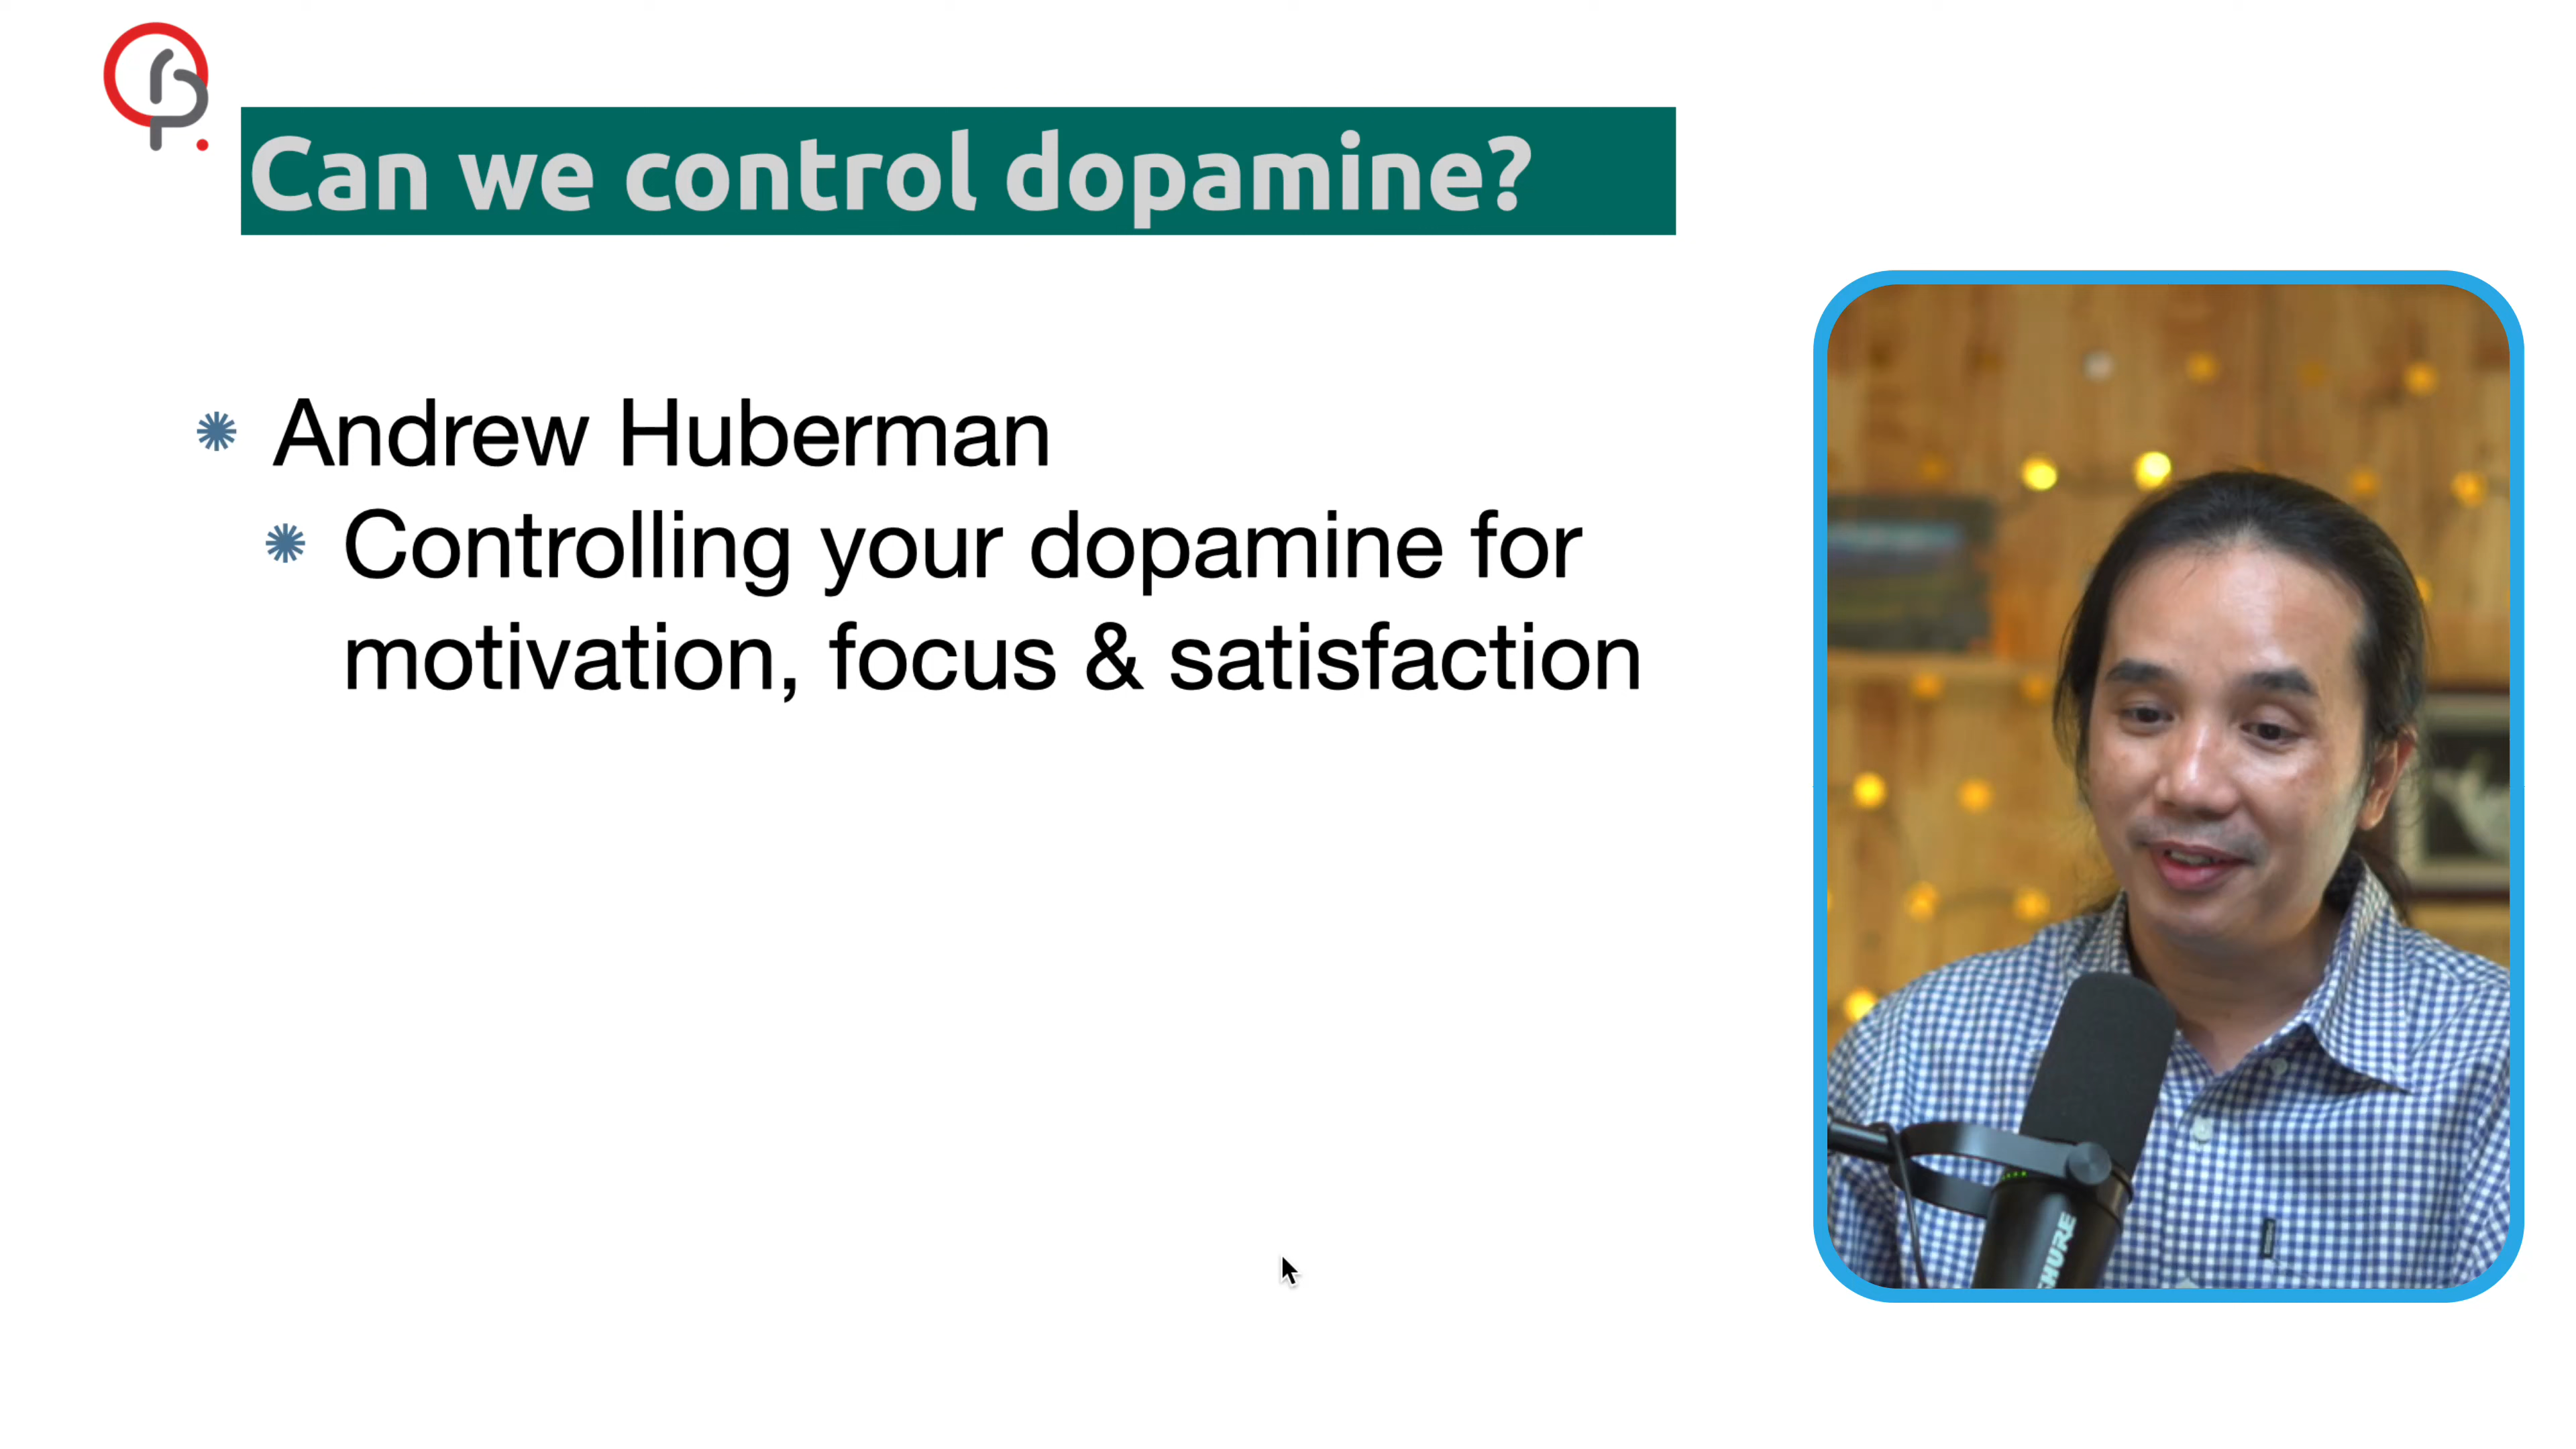 Can we control dopamine?
Andrew Huberman
Controlling your dopamine for
motivation, focus & satisfaction
SHURE